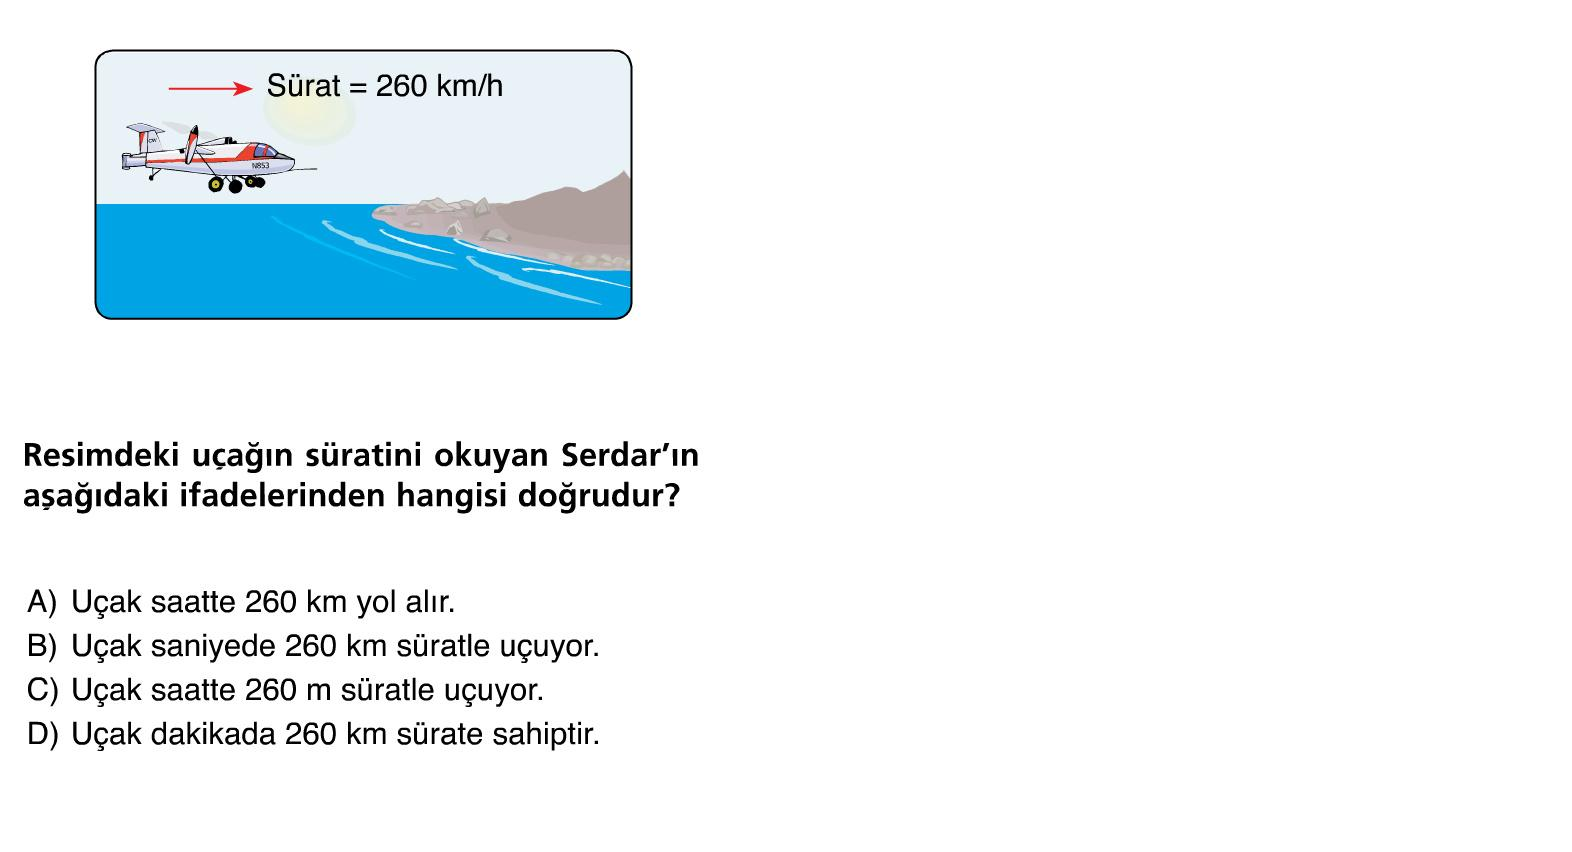 Sürat = 260 km/h
N853
Resimdeki uçağın süratini okuyan Serdar’ın
aşağıdaki ifadelerinden hangisi doğrudur?
A) Uçak saatte 260 km yol alır.
B) Uçak saniyede 260 km süratle uçuyor.
C) Uçak saatte 260 m süratle uçuyor.
D) Uçak dakikada 260 km sürate sahiptir.